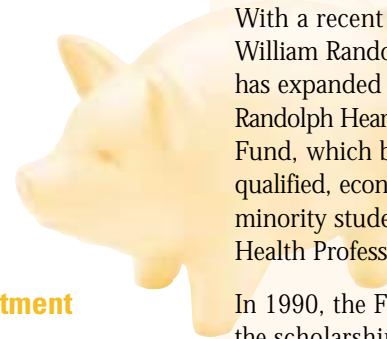 With a recent
William Rando
has expanded
Randolph Hear
Fund, which b
qualified, econ
minority stude
Health Profess
tment
In 1990, the F
the scholarship